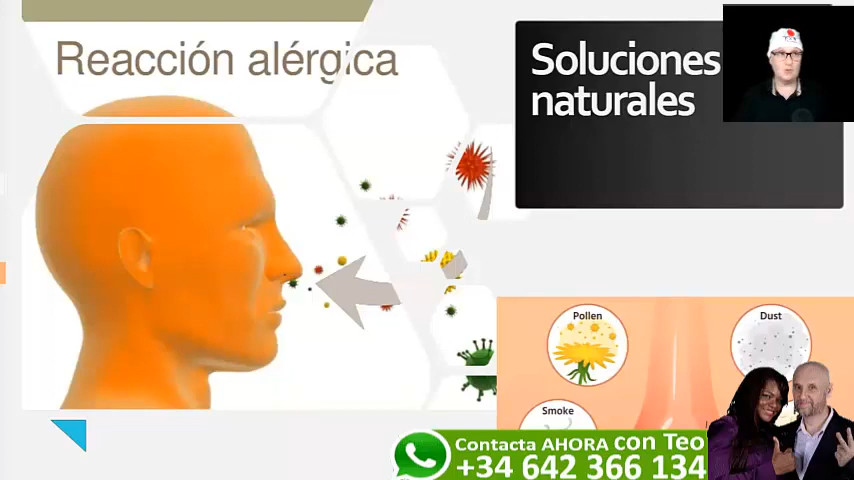 Reacción alérgica
Soluciones
naturales
Pollen
Dust
Smoke
Contacta AHORA con Teo
+34 642 366 134